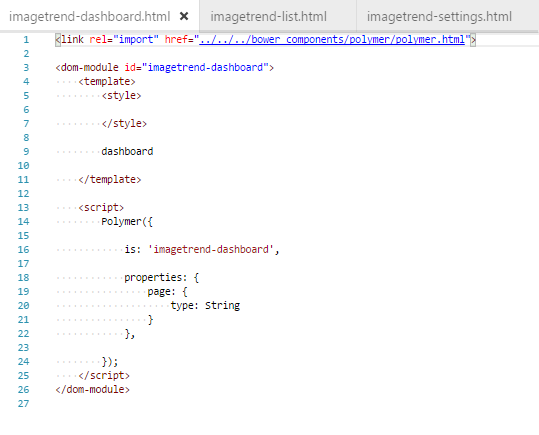 imagetrend-dashboard.html × imagetrend-list.html imagetrend-settings.html
1 <link rel="import" href="../../../bower_components/polymer/polymer.html">
2
3 <dom-module id="imagetrend-dashboard">
4 <template>
5 <style>
6
7 </style>
8
9 dashboard
10
11 </template>
12
13 <script>
14 Polymer({
15
16 is: 'imagetrend-dashboard',
17
18 properties: {
19 page: {
20 type: String
21 }
22 },
23
24 });
25 </script>
26 </dom-module>
27